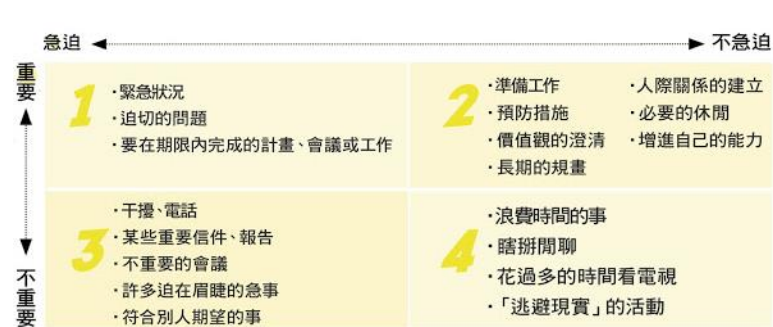 急迫 不急迫
重要
1
·緊急狀況
·迫切的問題
·要在期限內完成的計畫、會議或工作
2
·準備工作
·預防措施
·價值觀的澄清
·長期的規畫
·人際關係的建立
·必要的休閒
·增進自己的能力
不重要
3
·干擾、電話
·某些重要信件、報告
·不重要的會議
·許多迫在眉睫的急事
·符合別人期望的事
4
·浪費時間的事
·瞎掰閒聊
·花過多的時間看電視
·「逃避現實」的活動